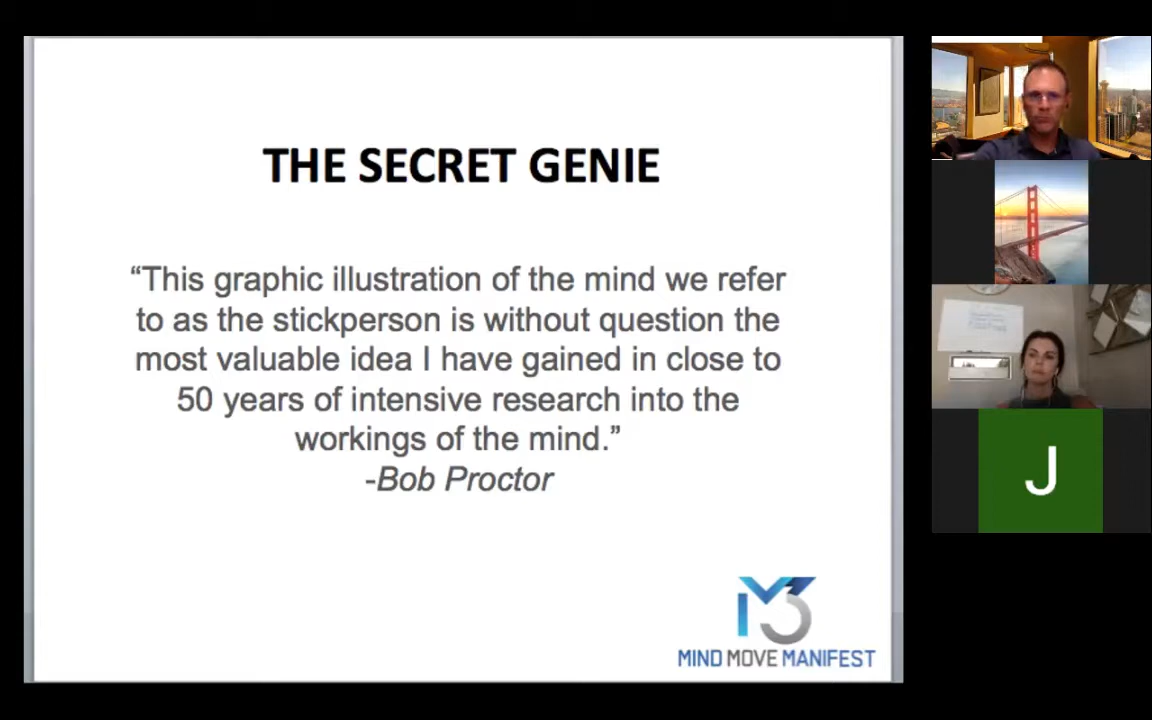 THE SECRET GENIE
“This graphic illustration of the mind we refer
to as the stickperson is without question the
most valuable idea I have gained in close to
50 years of intensive research into the
workings of the mind.”
-Bob Proctor
M3
MIND MOVE MANIFEST
J